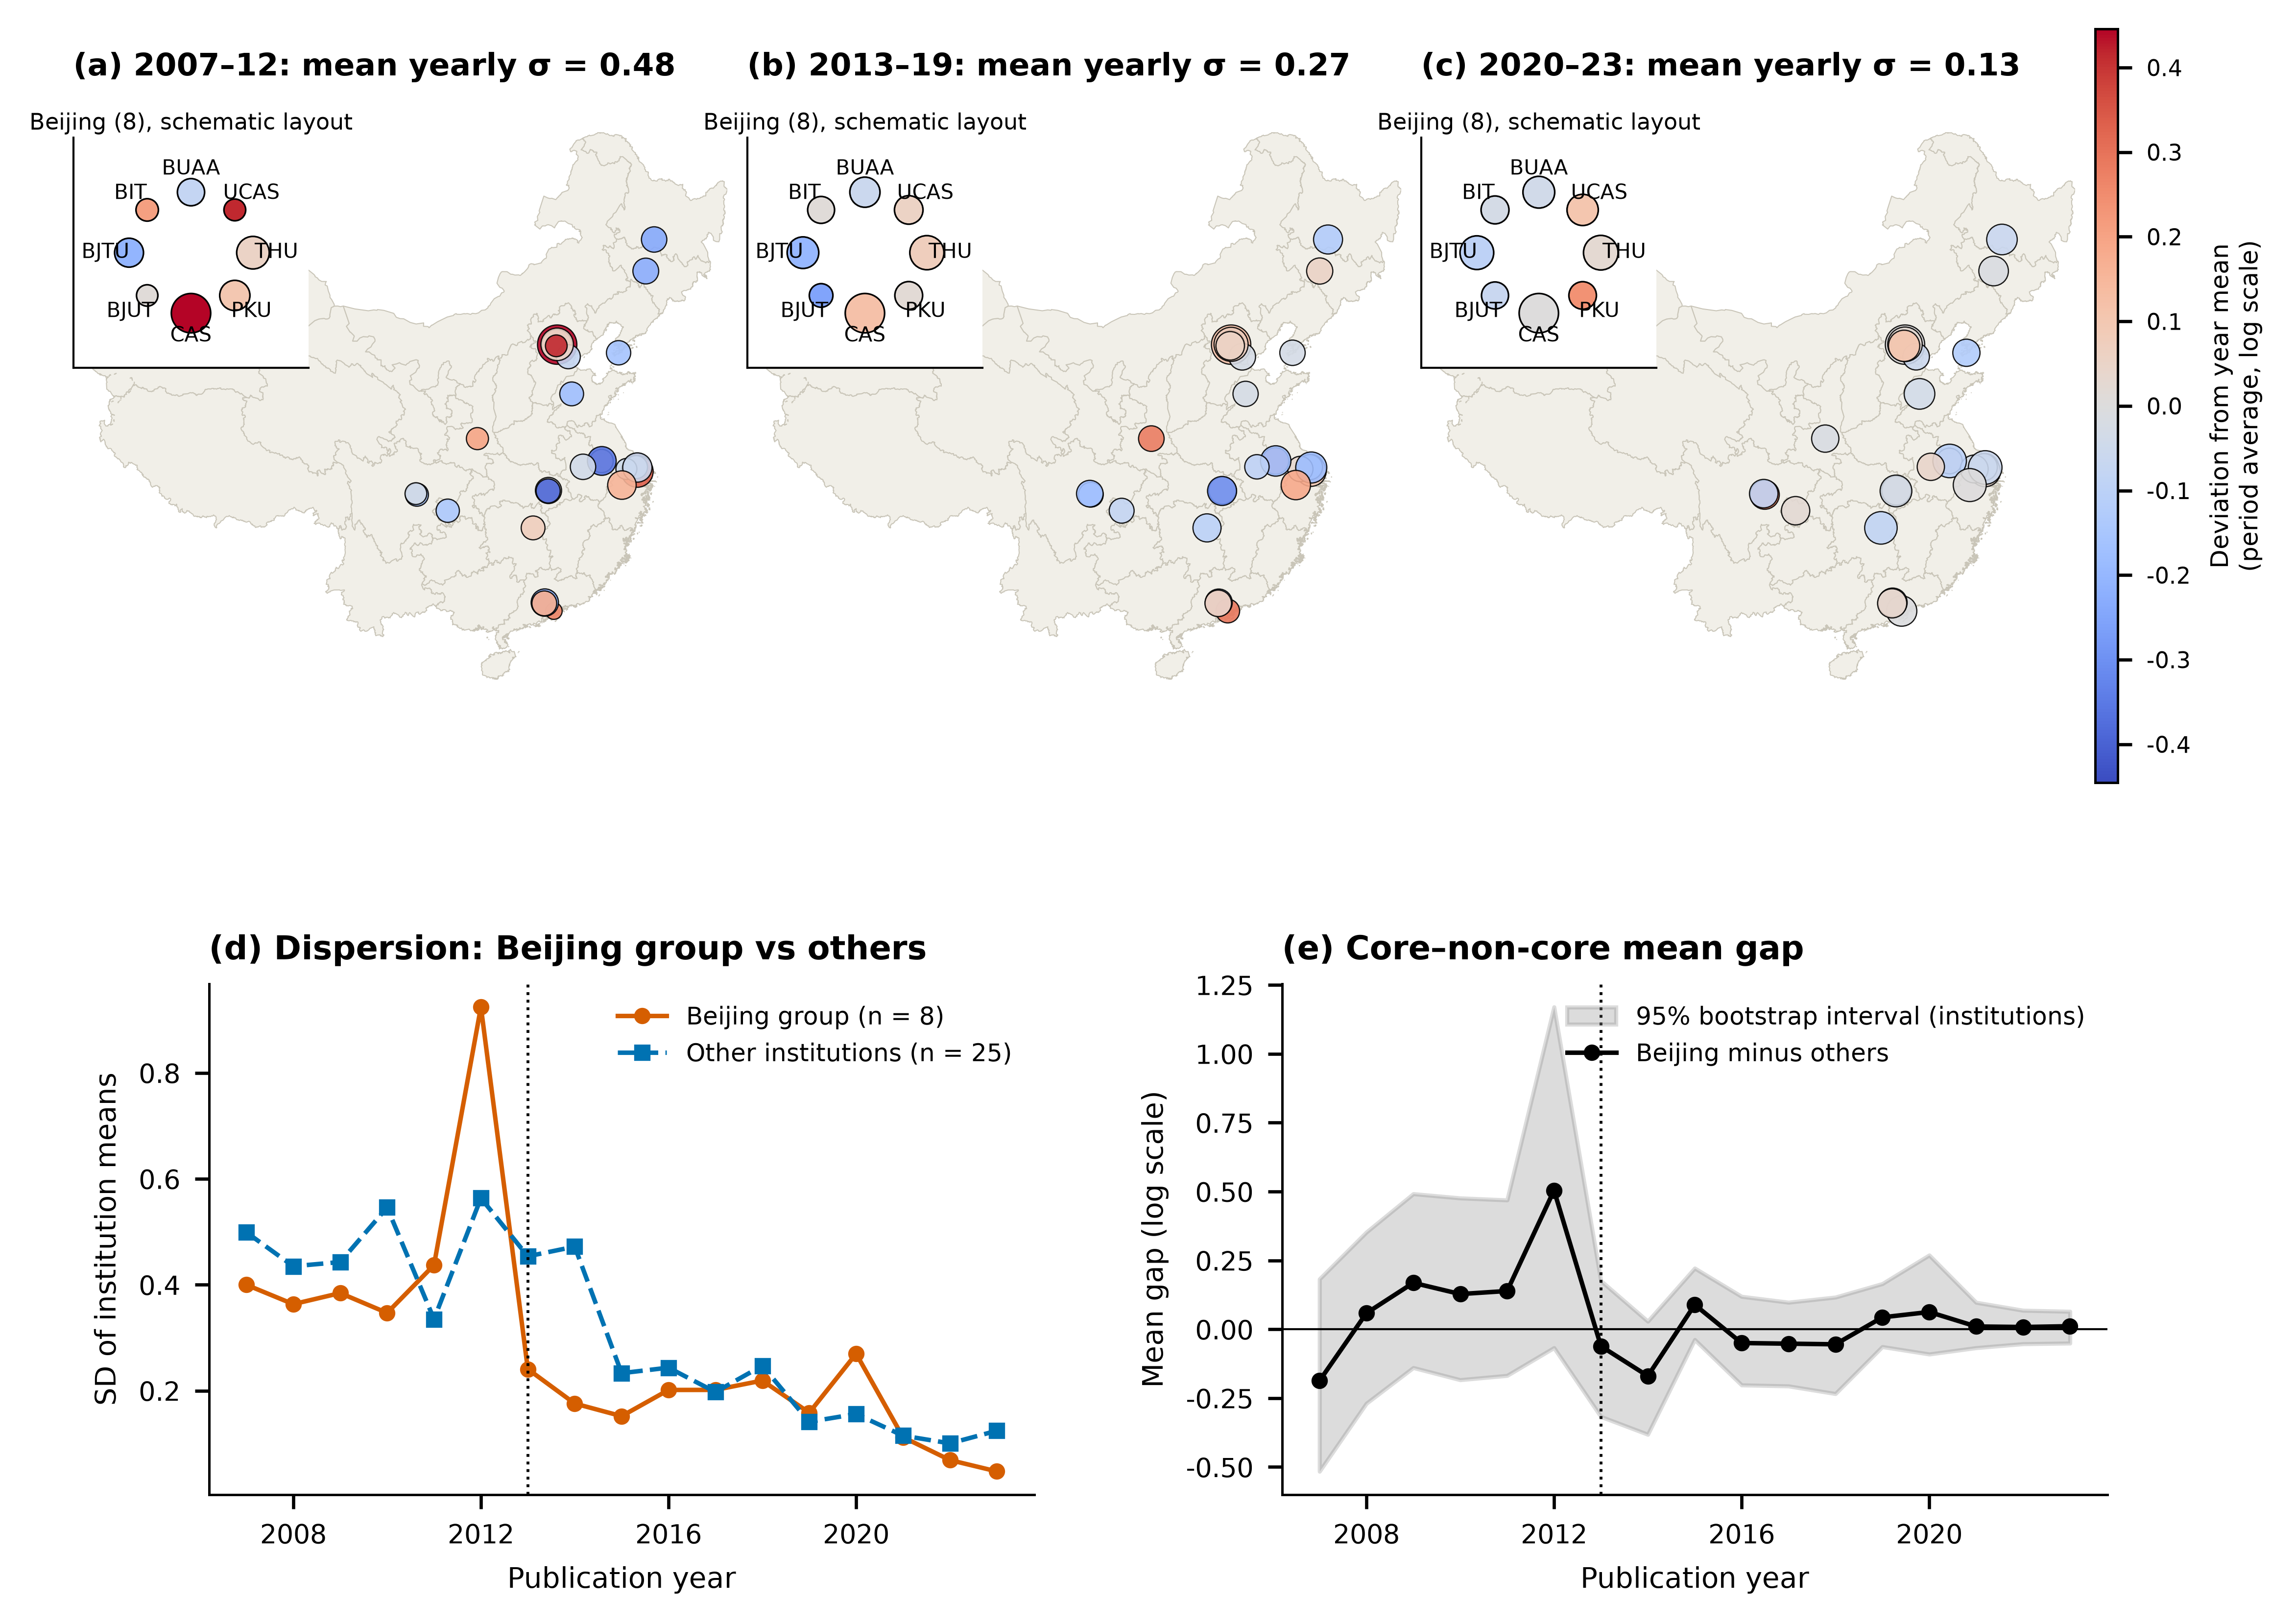 (a) 2007–12: mean yearly σ = 0.48
Beijing (8), schematic layout
BUAA
BIT
UCAS
BJTU
THU
BJUT
PKU
CAS
(b) 2013–19: mean yearly σ = 0.27
Beijing (8), schematic layout
BUAA
BIT
UCAS
BJTU
THU
BJUT
PKU
CAS
(c) 2020–23: mean yearly σ = 0.13
Beijing (8), schematic layout
BUAA
BIT
UCAS
BJTU
THU
BJUT
PKU
CAS
0.4
0.3
0.2
0.1
0.0
-0.1
-0.2
-0.3
-0.4
Deviation from year mean
(period average, log scale)
(d) Dispersion: Beijing group vs others
Beijing group (n = 8)
Other institutions (n = 25)
SD of institution means
0.8
0.6
0.4
0.2
2008
2012
2016
2020
Publication year
(e) Core–non-core mean gap
95% bootstrap interval (institutions)
Beijing minus others
Mean gap (log scale)
1.25
1.00
0.75
0.50
0.25
0.00
-0.25
-0.50
2008
2012
2016
2020
Publication year